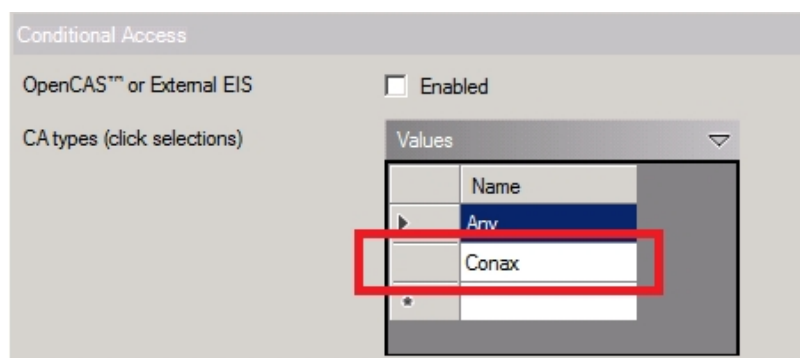 Conditional Access
OpenCAS™ or External EIS
Enabled
CA types (click selections)
Values
Name
Any
Conax
*